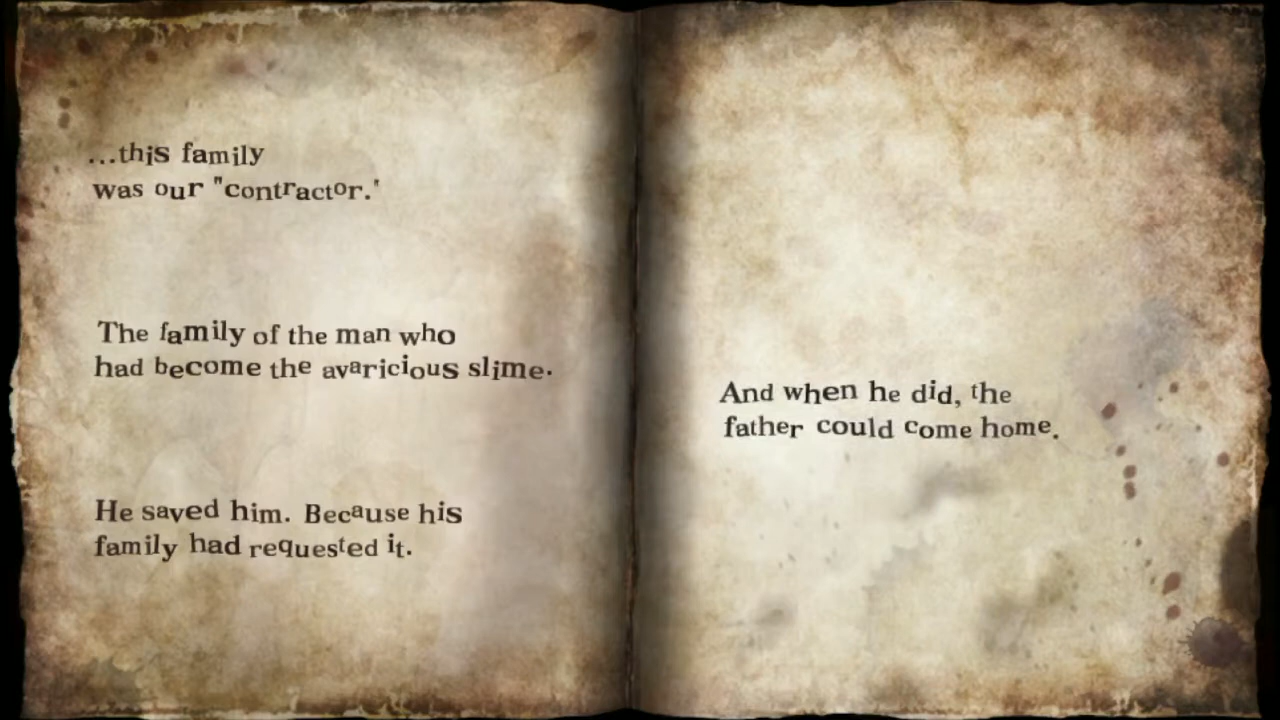 ...this family
was our "contractor."
The family of the man who
had become the avaricious slime.
He saved him. Because his
family had requested it.
And when he did, the
father could come home.